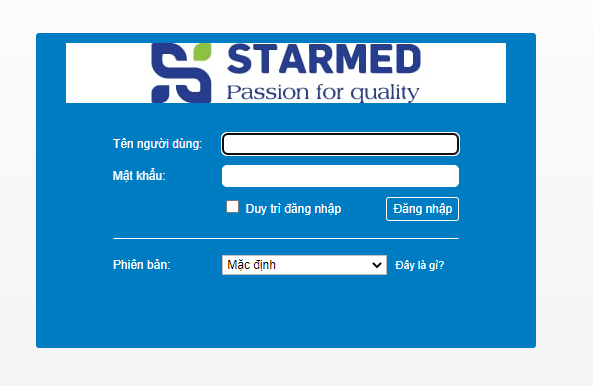 STARMED
Passion for quality
Tên người dùng:
Mật khẩu:
Duy trì đăng nhập
Đăng nhập
Phiên bản:
Mặc định
Đây là gì?